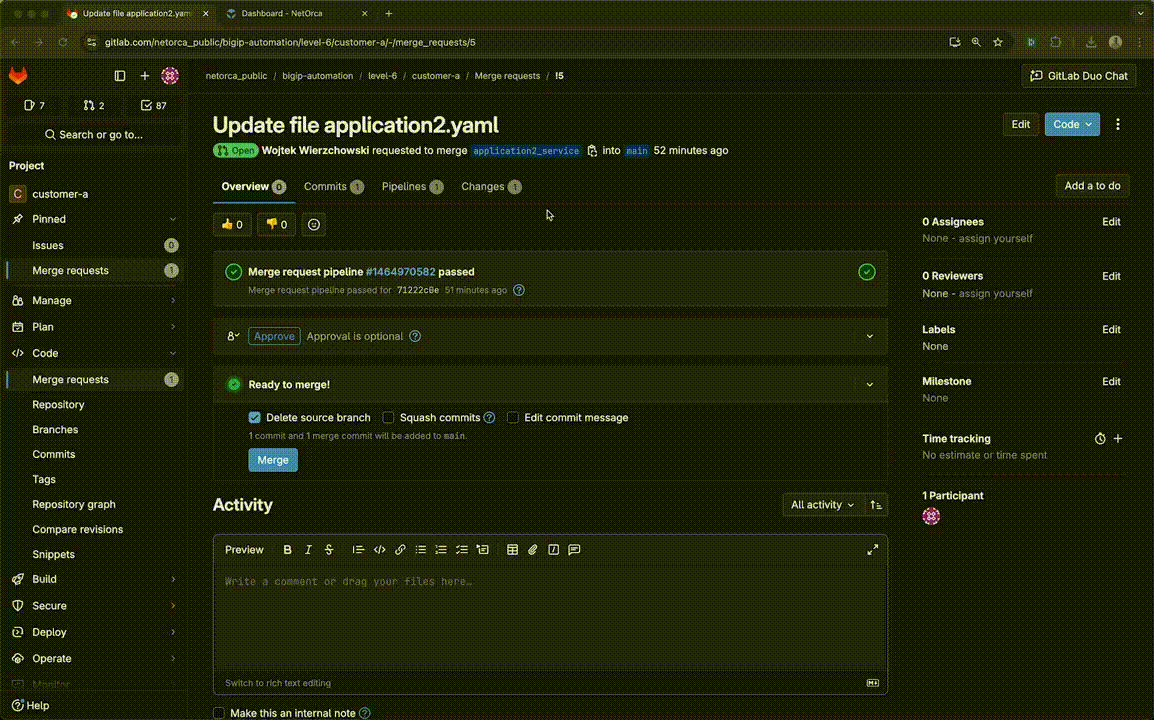 Update file application2.yaml
Dashboard - NetOrca
gitlab.com/netorca_public/bigip-automation/level-6/customer-a/-/merge_requests/5
netorca_public / bigip-automation / level-6 / customer-a / Merge requests / !5
GitLab Duo Chat
7 2 87
Search or go to...
Project
C customer-a
Pinned
Issues 0
Merge requests 1
Manage
Plan
Code
Merge requests 1
Repository
Branches
Commits
Tags
Repository graph
Compare revisions
Snippets
Build
Secure
Deploy
Operate
Monitor
Help
Update file application2.yaml
Edit Code
Open Wojtek Wierzchowski requested to merge application2_service into main 52 minutes ago
Overview 0 Commits 1 Pipelines 1 Changes 1
Add a to do
0 0
Merge request pipeline #1464970582 passed
Merge request pipeline passed for 71222c0e 51 minutes ago
Approve Approval is optional
Ready to merge!
Delete source branch Squash commits Edit commit message
1 commit and 1 merge commit will be added to main.
Merge
Activity
All activity
Preview B I S
Write a comment or drag your files here…
Switch to rich text editing
Make this an internal note
0 Assignees Edit
None - assign yourself
0 Reviewers Edit
None - assign yourself
Labels Edit
None
Milestone Edit
None
Time tracking
No estimate or time spent
1 Participant